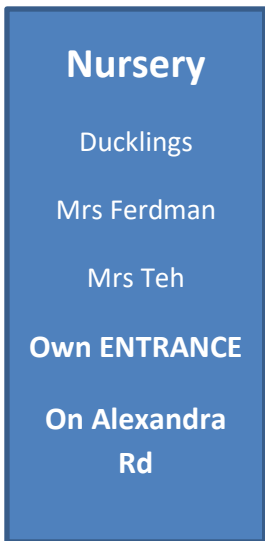 Nursery
Ducklings
Mrs Ferdman
Mrs Teh
Own ENTRANCE
On Alexandra
Rd